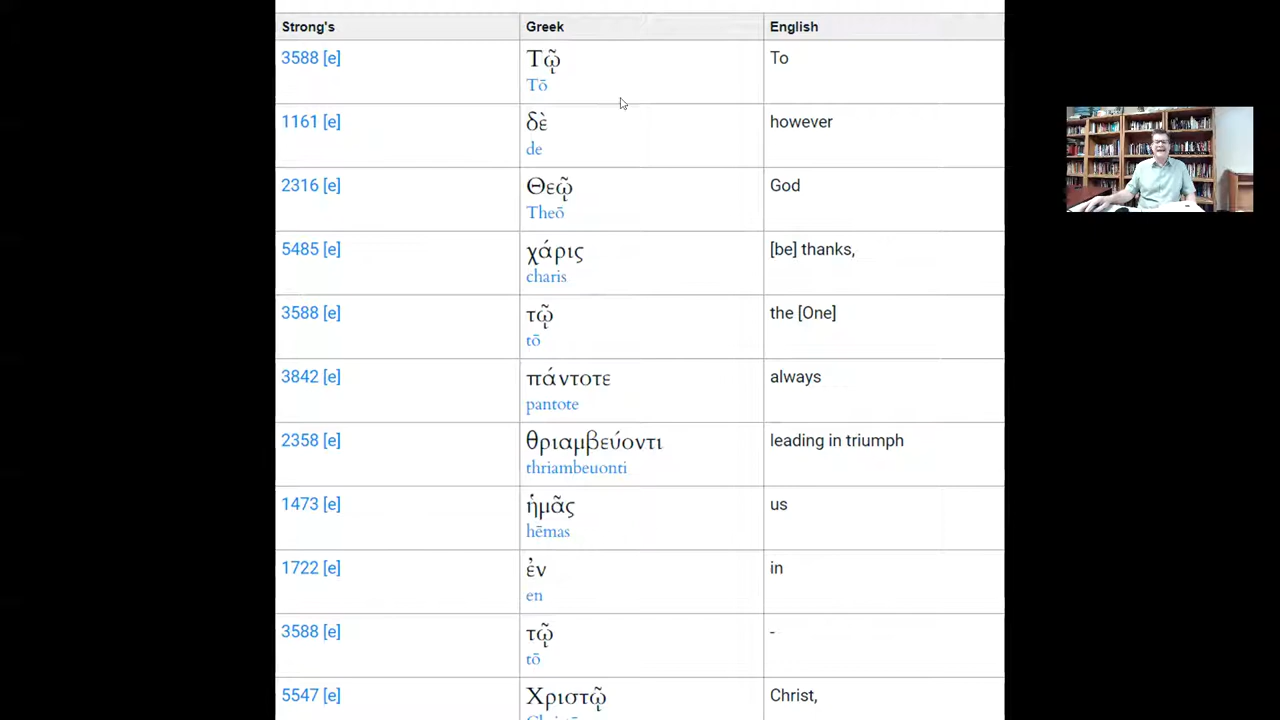 Strong's Greek English
3588 [e] Τῷ To
Tō
1161 [e] δὲ however
de
2316 [e] Θεῷ God
Theō
5485 [e] χάρις [be] thanks,
charis
3588 [e] τῷ the [One]
tō
3842 [e] πάντοτε always
pantote
2358 [e] θριαμβεύοντι leading in triumph
thriambeuonti
1473 [e] ἡμᾶς us
hēmas
1722 [e] ἐν in
en
3588 [e] τῷ -
tō
5547 [e] Χριστῷ Christ,